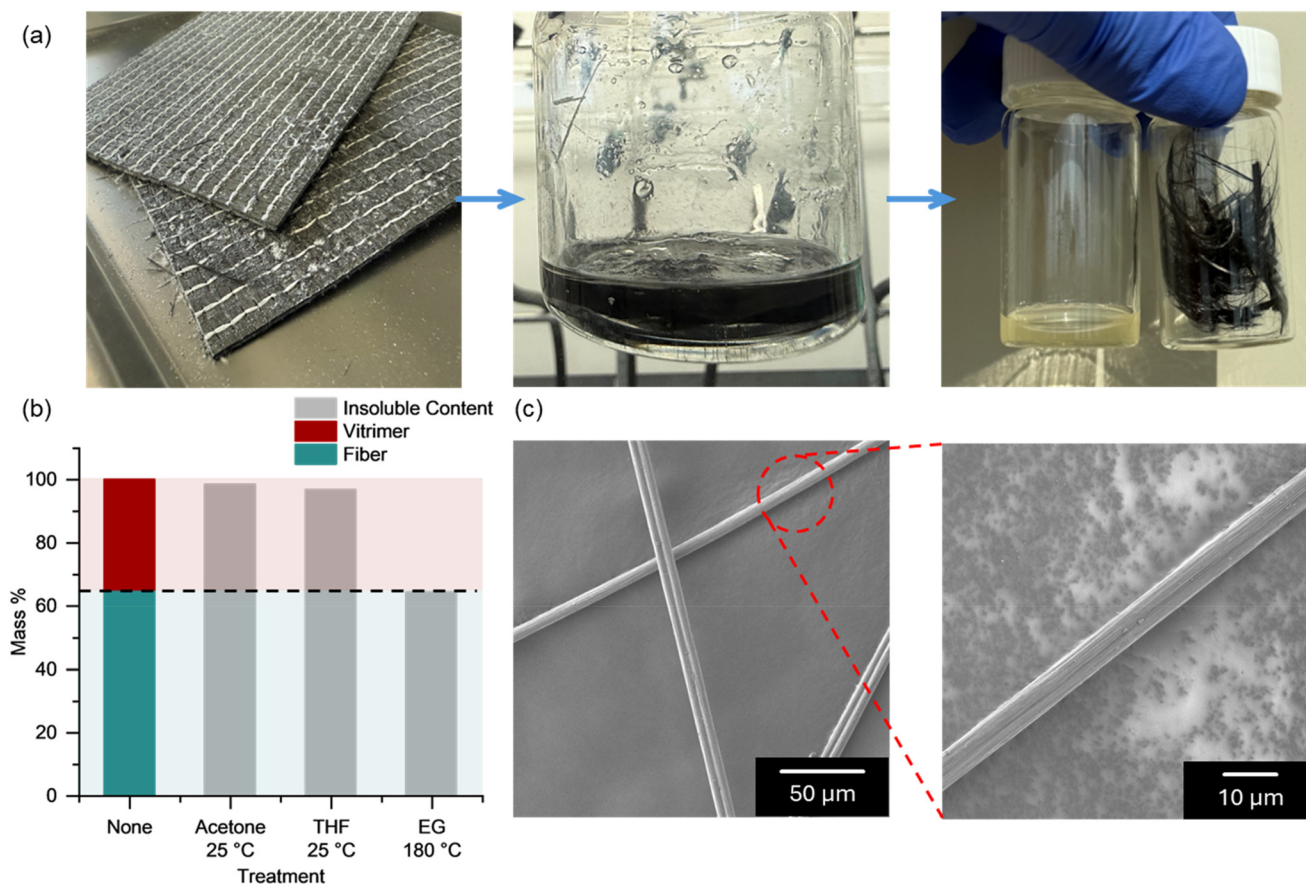 (a)
(b)
Insoluble Content
Vitrimer
Fiber
Mass %
100
80
60
40
20
0
None
Acetone
25 °C
THF
25 °C
EG
180 °C
Treatment
(c)
50 µm
10 µm